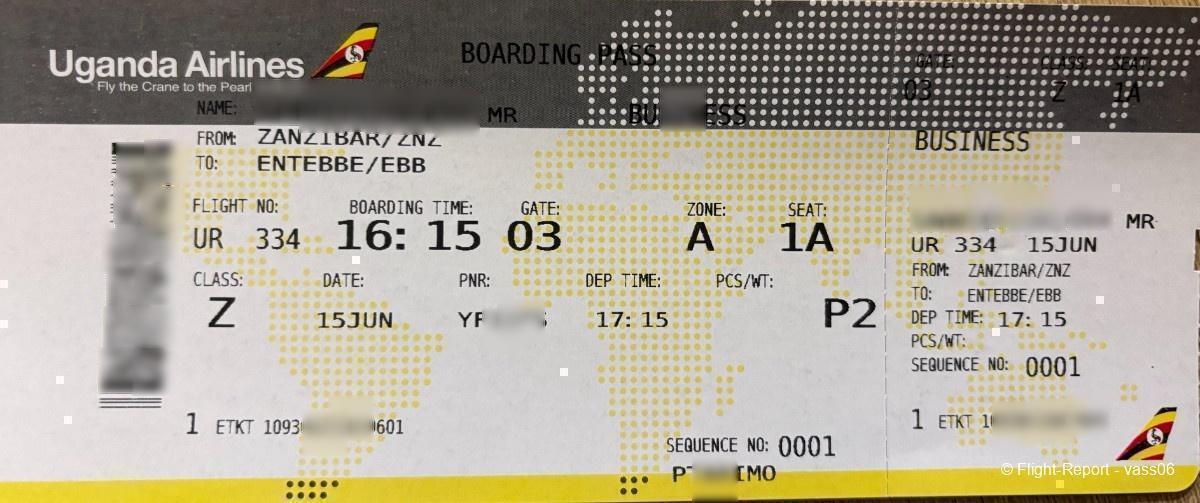 Uganda Airlines
Fly the Crane to the Pearl
BOARDING PASS
NAME: MR
FROM: ZANZIBAR/ZNZ
TO: ENTEBBE/EBB
FLIGHT NO: BOARDING TIME: GATE: ZONE: SEAT:
UR 334 16:15 03 A 1A
CLASS: DATE: PNR: DEP TIME: PCS/WT:
Z 15JUN 17:15 P2
1 ETKT
SEQUENCE NO: 0001
GATE: CLASS: SEAT:
03 Z 1A
BUSINESS
MR
UR 334 15JUN
FROM: ZANZIBAR/ZNZ
TO: ENTEBBE/EBB
DEP TIME: 17:15
PCS/WT:
SEQUENCE NO: 0001
1 ETKT
© Flight-Report - vass06